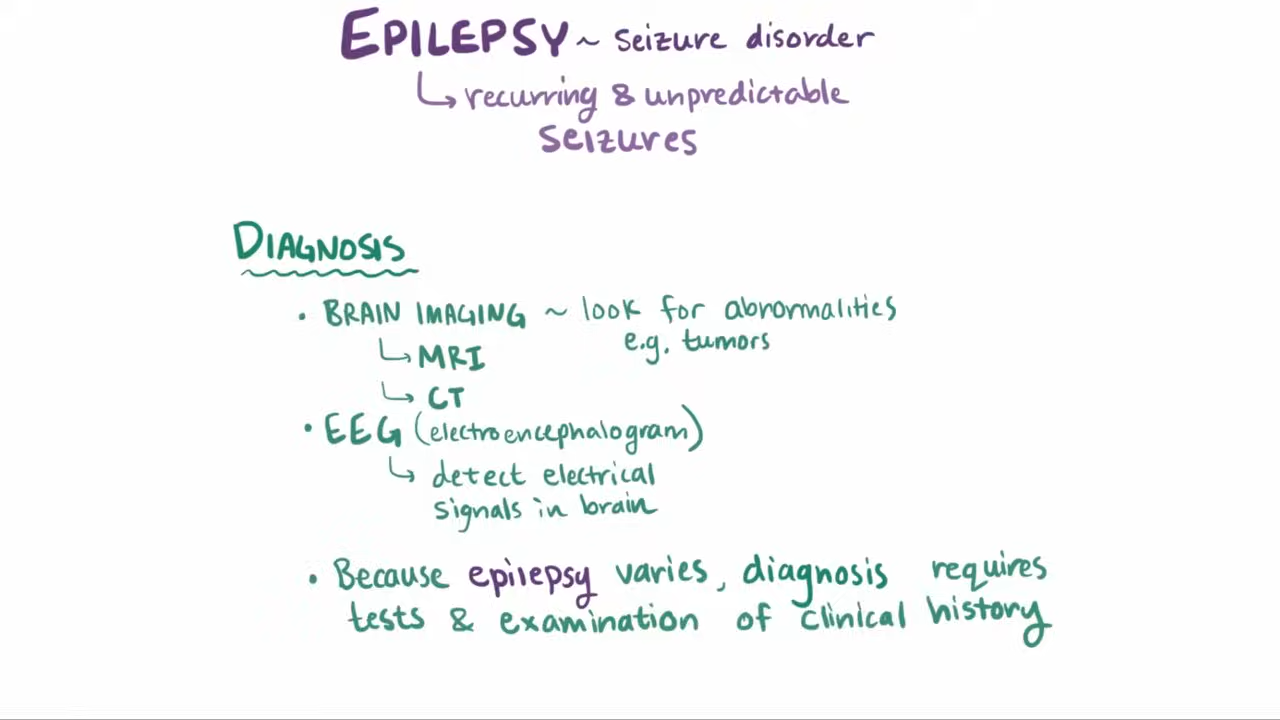 EPILEPSY ~ seizure disorder
↳ recurring & unpredictable
seizures
DIAGNOSIS
• BRAIN IMAGING ~ look for abnormalities
e.g. tumors
↳ MRI
↳ CT
• EEG (electroencephalogram)
↳ detect electrical
signals in brain
• Because epilepsy varies, diagnosis requires
tests & examination of clinical history